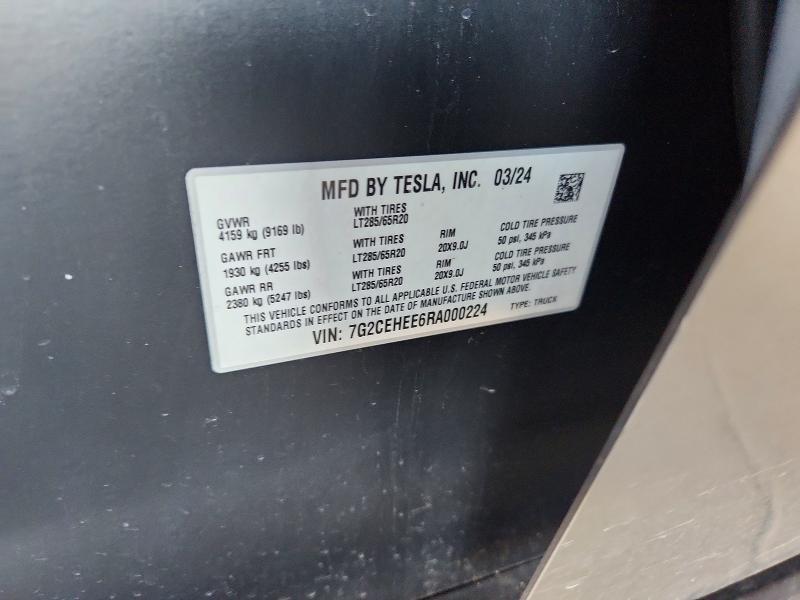 MFD BY TESLA, INC. 03/24
GVWR
4159 kg (9169 lb)
WITH TIRES
LT285/65R20
GAWR FRT
1930 kg (4255 lbs)
WITH TIRES
LT285/65R20
RIM
20X9.0J
COLD TIRE PRESSURE
50 psi, 345 kPa
GAWR RR
2380 kg (5247 lbs)
WITH TIRES
LT285/65R20
RIM
20X9.0J
COLD TIRE PRESSURE
50 psi, 345 kPa
THIS VEHICLE CONFORMS TO ALL APPLICABLE U.S. FEDERAL MOTOR VEHICLE SAFETY
STANDARDS IN EFFECT ON THE DATE OF MANUFACTURE SHOWN ABOVE.
VIN: 7G2CEHEE6RA000224
TYPE: TRUCK